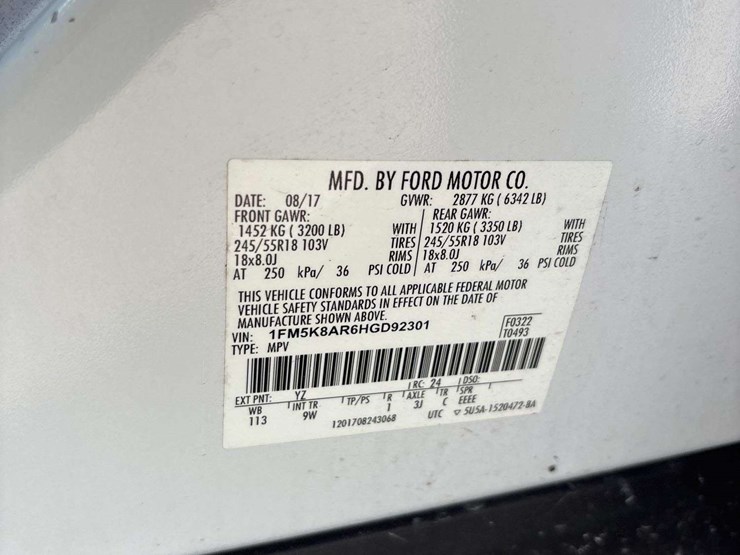 MFD. BY FORD MOTOR CO.
DATE: 08/17 GVWR: 2877 KG ( 6342 LB)
FRONT GAWR: REAR GAWR:
1452 KG ( 3200 LB) WITH 1520 KG ( 3350 LB) WITH
245/55R18 103V TIRES 245/55R18 103V TIRES
18x8.0J RIMS 18x8.0J RIMS
AT 250 kPa/ 36 PSI COLD AT 250 kPa/ 36 PSI COLD
THIS VEHICLE CONFORMS TO ALL APPLICABLE FEDERAL MOTOR
VEHICLE SAFETY STANDARDS IN EFFECT ON THE DATE OF
MANUFACTURE SHOWN ABOVE.
VIN: 1FM5K8AR6HGD92301 F0322
TYPE: MPV T0493
EXT PNT: YZ RC: 24 DSO:
WB INT TR TP/PS R AXLE TR SPR
113 9W 1 3J C EEEE
1201708243068 UTC 5U5A-1520472-BA